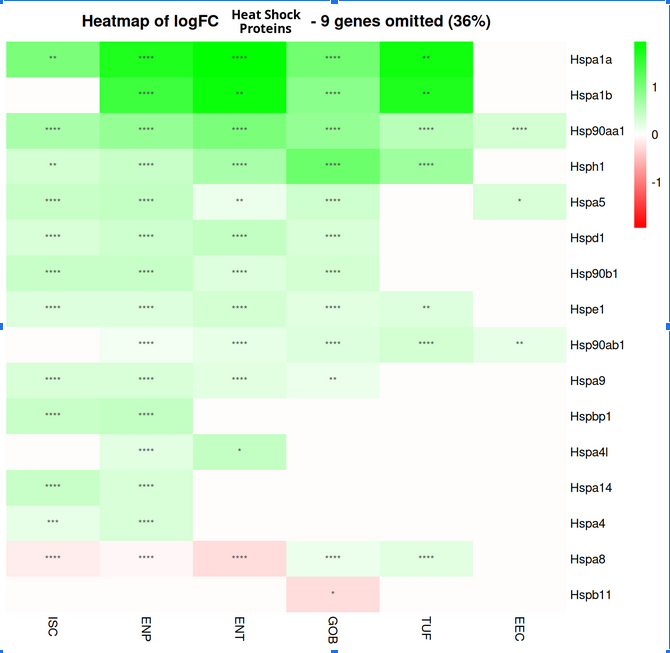 Heatmap of logFC Heat Shock Proteins - 9 genes omitted (36%)
** **** **** **** ** Hspa1a
**** ** **** ** Hspa1b
**** **** **** **** **** **** Hsp90aa1
** **** **** **** **** Hsph1
**** **** ** **** * Hspa5
**** **** **** **** Hspd1
**** **** **** **** Hsp90b1
**** **** **** **** ** Hspe1
**** **** **** **** ** Hsp90ab1
**** **** **** ** Hspa9
**** **** Hspbp1
**** * Hspa4l
**** **** Hspa14
*** **** Hspa4
**** **** **** **** **** Hspa8
* Hspb11
ISC ENP ENT GOB TUF EEC
1
0
-1